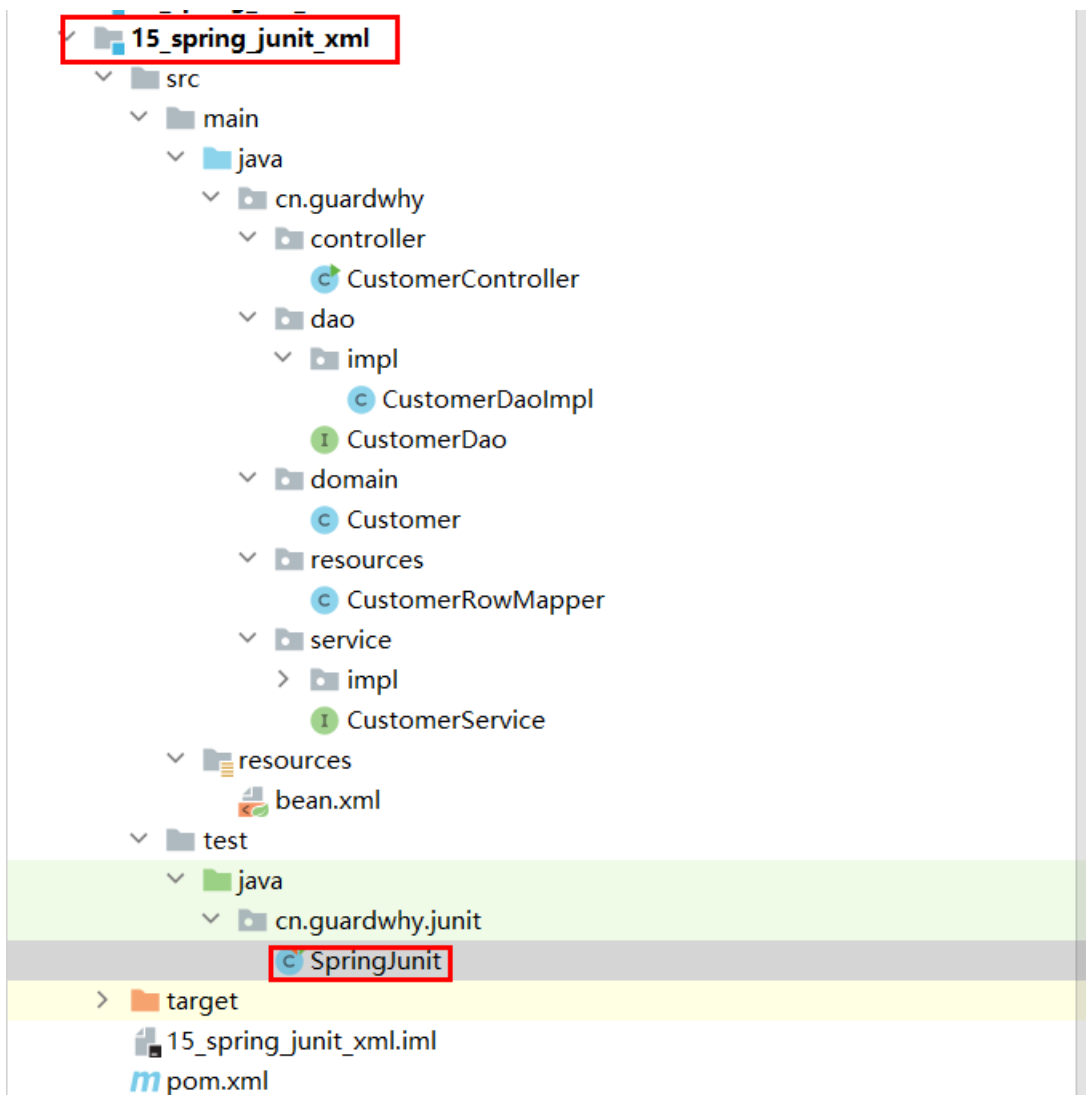 15_spring_junit_xml
src
main
java
cn.guardwhy
controller
C CustomerController
dao
impl
C CustomerDaoImpl
I CustomerDao
domain
C Customer
resources
C CustomerRowMapper
service
impl
I CustomerService
resources
bean.xml
test
java
cn.guardwhy.junit
C SpringJunit
target
15_spring_junit_xml.iml
m pom.xml